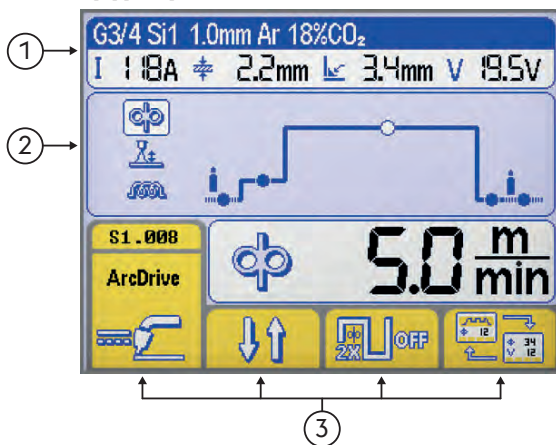 G3/4 Si1 1.0mm Ar 18%CO₂
I 118A 2.2mm 3.4mm V 19.5V
1
2
S1.008
ArcDrive
5.0 m/min
2X OFF
12
34
V 12
3